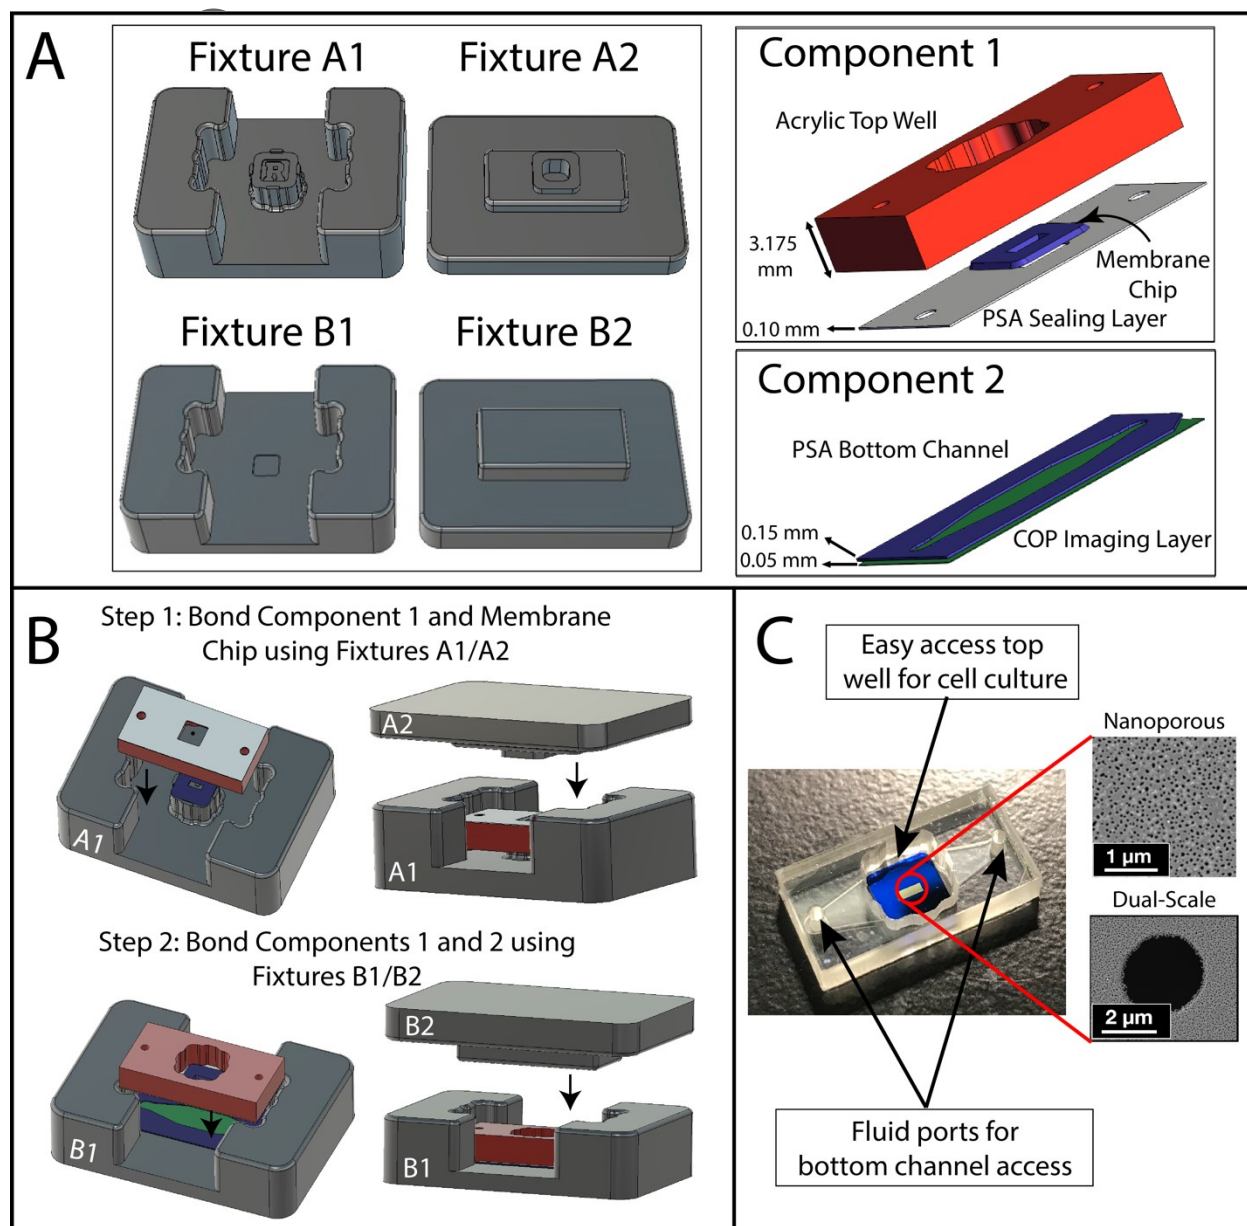 A
Fixture A1
Fixture A2
R
Fixture B1
Fixture B2
Component 1
Acrylic Top Well
3.175
mm
Membrane
Chip
PSA Sealing Layer
0.10 mm
Component 2
PSA Bottom Channel
0.15 mm
0.05 mm
COP Imaging Layer
B
Step 1: Bond Component 1 and Membrane
Chip using Fixtures A1/A2
A1
A2
A1
Step 2: Bond Components 1 and 2 using
Fixtures B1/B2
B1
B2
B1
C
Easy access top
well for cell culture
Nanoporous
1 µm
Dual-Scale
2 µm
Fluid ports for
bottom channel access